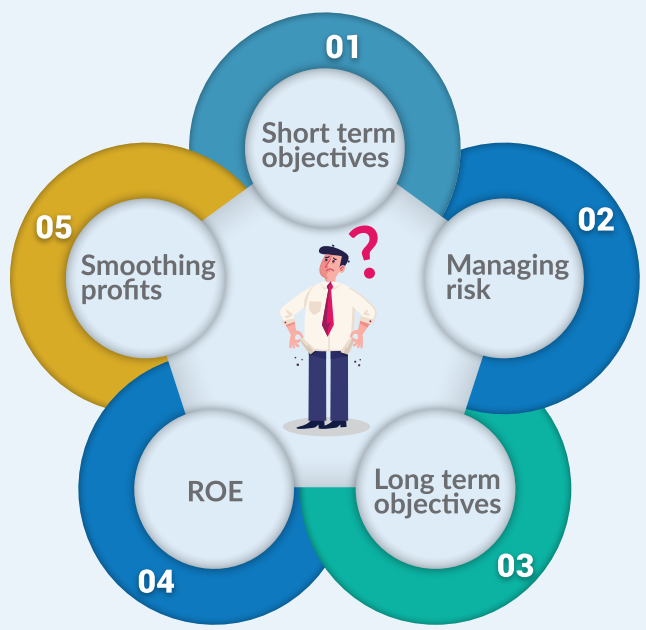 01
Short term
objectives
02
Managing
risk
03
Long term
objectives
04
ROE
05
Smoothing
profits
?